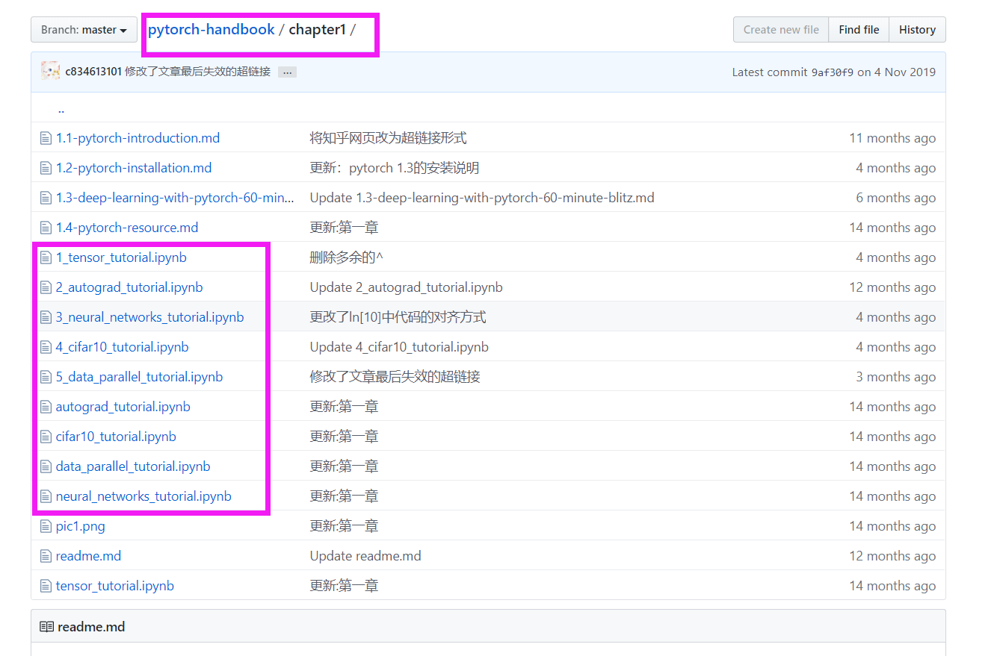 Branch: master pytorch-handbook / chapter1 / Create new file Find file History
c834613101 修改了文章最后失效的超链接 ... Latest commit 9af30f9 on 4 Nov 2019
..
1.1-pytorch-introduction.md 将知乎网页改为超链接形式 11 months ago
1.2-pytorch-installation.md 更新：pytorch 1.3的安装说明 4 months ago
1.3-deep-learning-with-pytorch-60-min... Update 1.3-deep-learning-with-pytorch-60-minute-blitz.md 6 months ago
1.4-pytorch-resource.md 更新:第一章 14 months ago
1_tensor_tutorial.ipynb 删除多余的^ 4 months ago
2_autograd_tutorial.ipynb Update 2_autograd_tutorial.ipynb 12 months ago
3_neural_networks_tutorial.ipynb 更改了In[10]中代码的对齐方式 4 months ago
4_cifar10_tutorial.ipynb Update 4_cifar10_tutorial.ipynb 4 months ago
5_data_parallel_tutorial.ipynb 修改了文章最后失效的超链接 3 months ago
autograd_tutorial.ipynb 更新:第一章 14 months ago
cifar10_tutorial.ipynb 更新:第一章 14 months ago
data_parallel_tutorial.ipynb 更新:第一章 14 months ago
neural_networks_tutorial.ipynb 更新:第一章 14 months ago
pic1.png 更新:第一章 14 months ago
readme.md Update readme.md 12 months ago
tensor_tutorial.ipynb 更新:第一章 14 months ago
readme.md